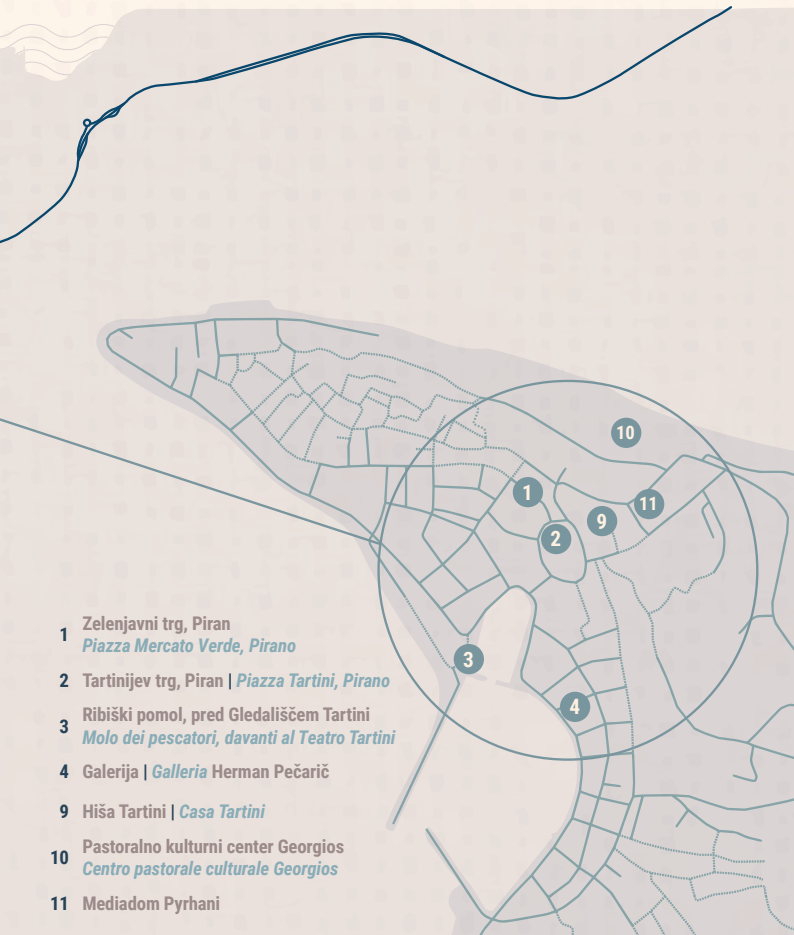 10
1
11
9
2
3
4
1 Zelenjavni trg, Piran
Piazza Mercato Verde, Pirano
2 Tartinijev trg, Piran | Piazza Tartini, Pirano
3 Ribiški pomol, pred Gledališčem Tartini
Molo dei pescatori, davanti al Teatro Tartini
4 Galerija | Galleria Herman Pečarič
9 Hiša Tartini | Casa Tartini
10 Pastoralno kulturni center Georgios
Centro pastorale culturale Georgios
11 Mediadom Pyrhani